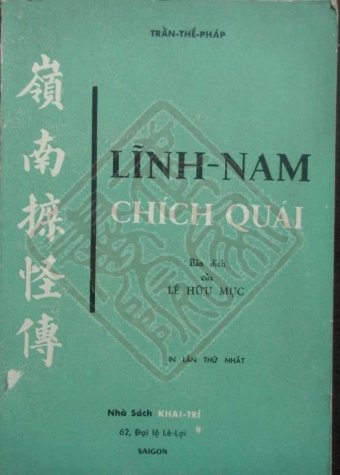 TRẦN-THẾ-PHÁP
嶺南摭怪傳
LĨNH-NAM
CHÍCH QUÁI
Bản dịch
của
LÊ HỮU MỤC
IN LẦN THỨ NHẤT
Nhà Sách KHAI-TRÍ
62, Đại lộ Lê-Lợi
SAIGON